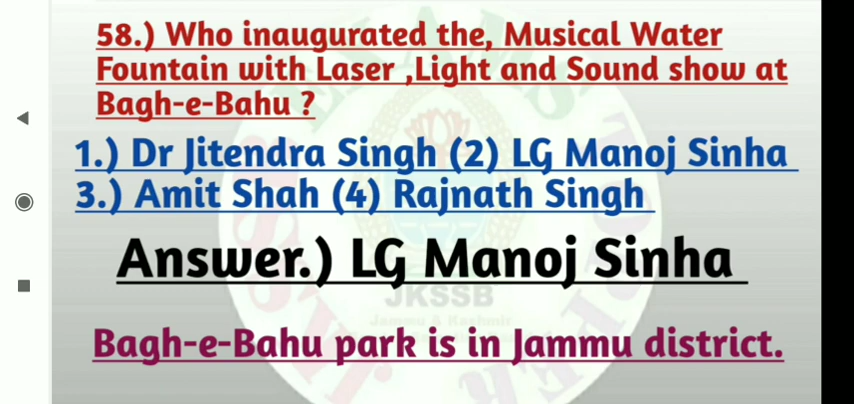 58.) Who inaugurated the, Musical Water
Fountain with Laser ,Light and Sound show at
Bagh-e-Bahu ?
1.) Dr Jitendra Singh (2) LG Manoj Sinha
3.) Amit Shah (4) Rajnath Singh
Answer.) LG Manoj Sinha
JKSSB
Jammu & Kashmir
Bagh-e-Bahu park is in Jammu district.